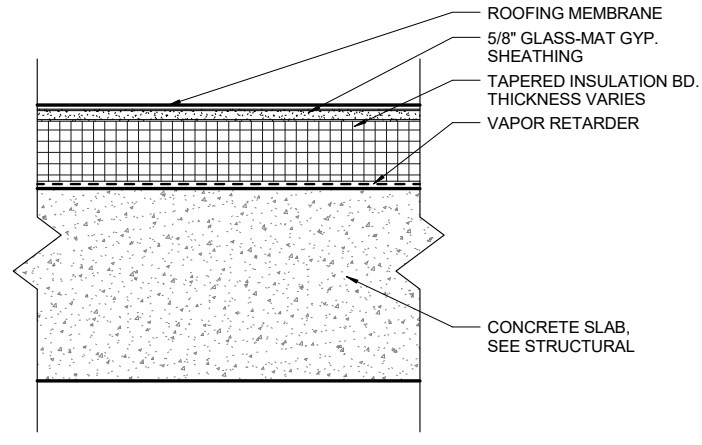 ROOFING MEMBRANE
5/8" GLASS-MAT GYP.
SHEATHING
TAPERED INSULATION BD.
THICKNESS VARIES
VAPOR RETARDER
CONCRETE SLAB,
SEE STRUCTURAL